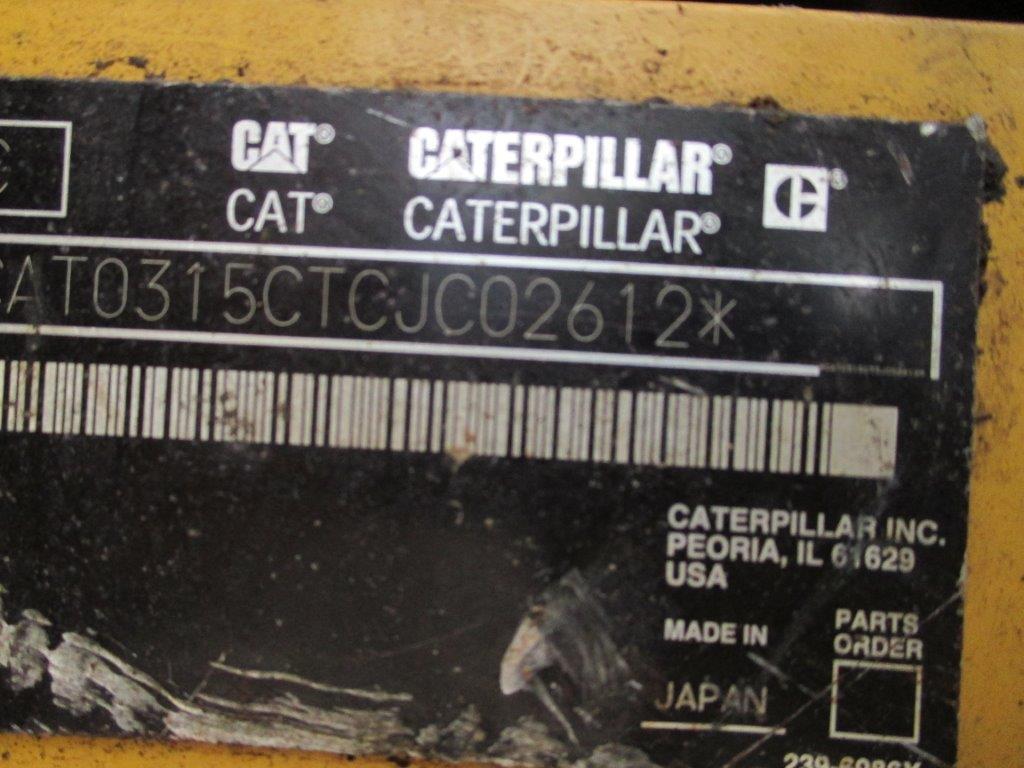 C
CAT® CATERPILLAR® C®
CAT® CATERPILLAR®
CAT0315CTCJC02612*
CATERPILLAR INC.
PEORIA, IL 61629
USA
MADE IN
PARTS
ORDER
JAPAN